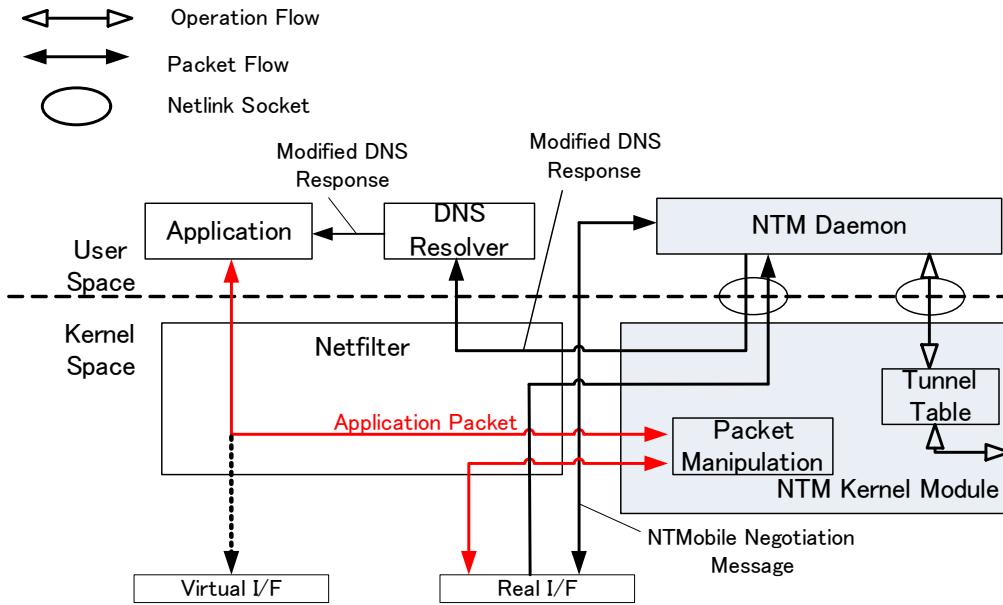 Operation Flow
Packet Flow
Netlink Socket
Modified DNS
Response
Modified DNS
Response
Application
DNS
Resolver
NTM Daemon
User
Space
Kernel
Space
Netfilter
Tunnel
Table
Application Packet
Packet
Manipulation
NTM Kernel Module
NTMobile Negotiation
Message
Virtual I/F
Real I/F